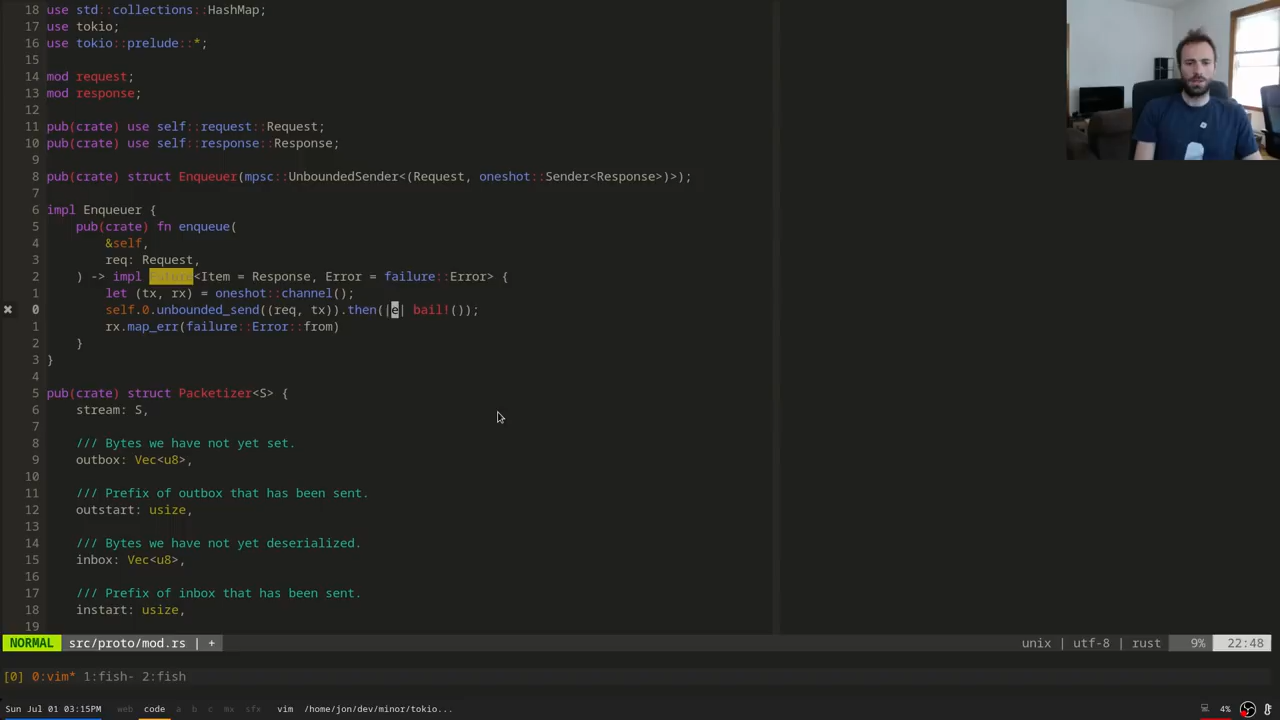 18 use std::collections::HashMap;
17 use tokio;
16 use tokio::prelude::*;
15
14 mod request;
13 mod response;
12
11 pub(crate) use self::request::Request;
10 pub(crate) use self::response::Response;
9
8 pub(crate) struct Enqueuer(mpsc::UnboundedSender<(Request, oneshot::Sender<Response>)>);
7
6 impl Enqueuer {
5 pub(crate) fn enqueue(
4 &self,
3 req: Request,
2 ) -> impl Future<Item = Response, Error = failure::Error> {
1 let (tx, rx) = oneshot::channel();
✖ 0 self.0.unbounded_send((req, tx)).then(|e| bail!());
1 rx.map_err(failure::Error::from)
2 }
3 }
4
5 pub(crate) struct Packetizer<S> {
6 stream: S,
7
8 /// Bytes we have not yet set.
9 outbox: Vec<u8>,
10
11 /// Prefix of outbox that has been sent.
12 outstart: usize,
13
14 /// Bytes we have not yet deserialized.
15 inbox: Vec<u8>,
16
17 /// Prefix of inbox that has been sent.
18 instart: usize,
19
NORMAL src/proto/mod.rs | + unix | utf-8 | rust 9% 22:48
[0] 0:vim* 1:fish- 2:fish
Sun Jul 01 03:15PM web code a b c mx sfx vim /home/jon/dev/minor/tokio... 4%